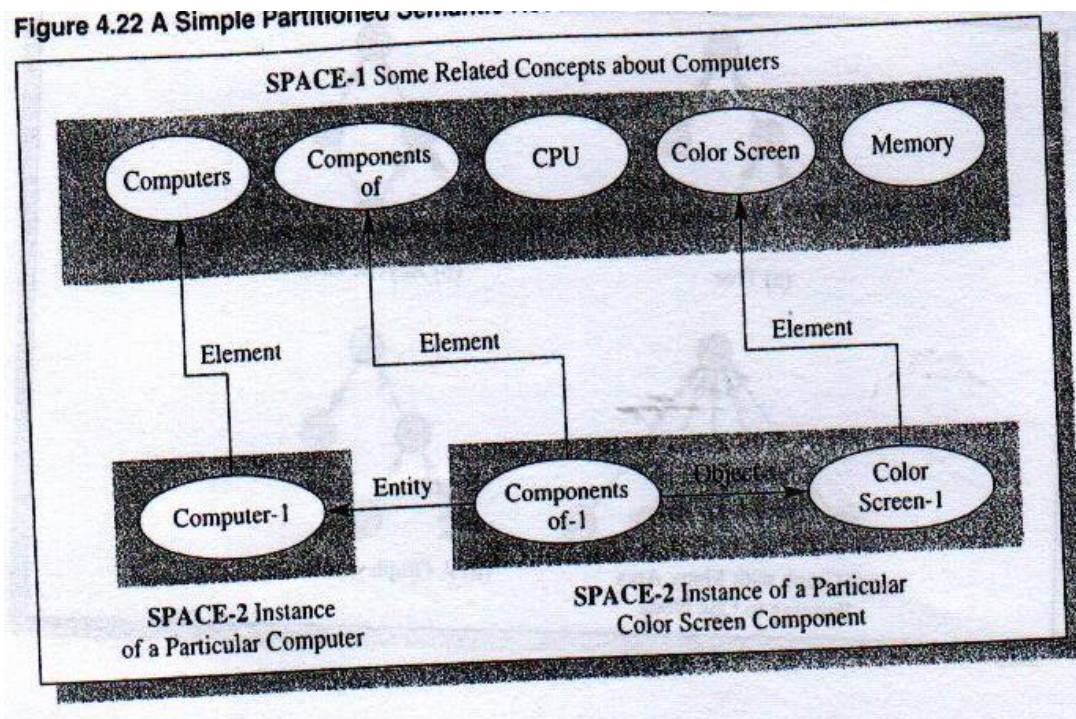 Figure 4.22 A Simple Partitioned Semantic
SPACE-1 Some Related Concepts about Computers
Computers
Components
of
CPU
Color Screen
Memory
Element
Element
Element
Computer-1
Entity
Components
of-1
Object
Color
Screen-1
SPACE-2 Instance
of a Particular Computer
SPACE-2 Instance of a Particular
Color Screen Component